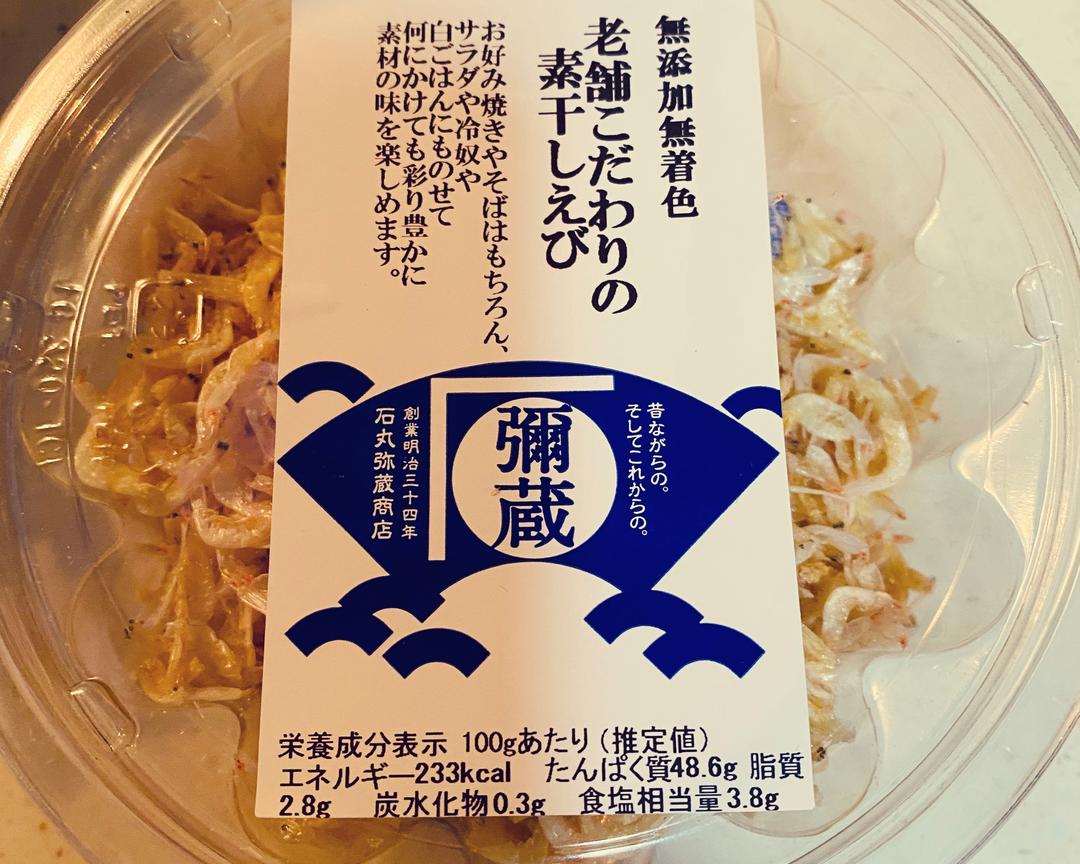 無添加無着色
老舗こだわりの
素干しえび
お好み焼きやそばはもちろん、
サラダや冷奴や
白ごはんにものせて
何にかけても彩り豊かに
素材の味を楽しめます。
昔ながらの。
そしてこれからの。
彌蔵
創業明治三十四年
石丸弥蔵商店
栄養成分表示 100gあたり（推定値）
エネルギー233kcal たんぱく質48.6g 脂質
2.8g 炭水化物0.3g 食塩相当量3.8g